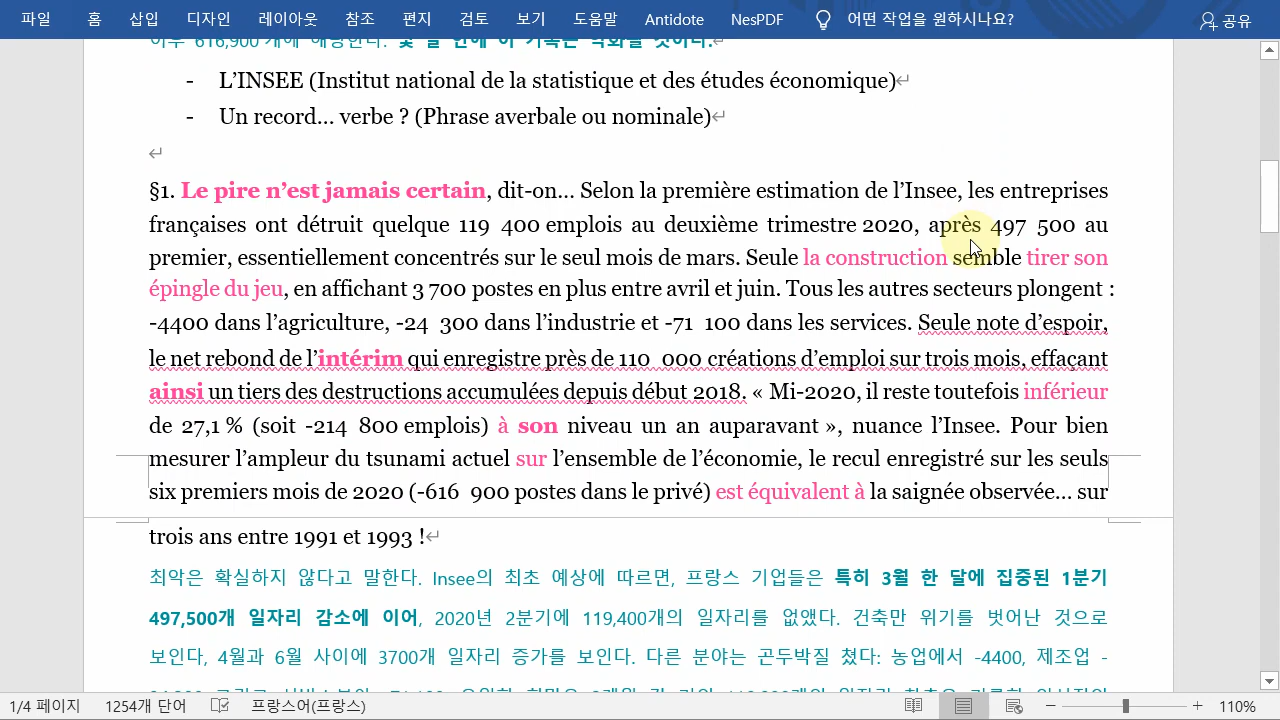 파일 홈 삽입 디자인 레이아웃 참조 편지 검토 보기 도움말 Antidote NesPDF 어떤 작업을 원하시나요? 공유
- L’INSEE (Institut national de la statistique et des études économique)↵
- Un record... verbe ? (Phrase averbale ou nominale)↵
↵
§1. Le pire n’est jamais certain, dit-on... Selon la première estimation de l’Insee, les entreprises
françaises ont détruit quelque 119 400 emplois au deuxième trimestre 2020, après 497 500 au
premier, essentiellement concentrés sur le seul mois de mars. Seule la construction semble tirer son
épingle du jeu, en affichant 3 700 postes en plus entre avril et juin. Tous les autres secteurs plongent :
-4400 dans l’agriculture, -24 300 dans l’industrie et -71 100 dans les services. Seule note d’espoir,
le net rebond de l’intérim qui enregistre près de 110 000 créations d’emploi sur trois mois, effaçant
ainsi un tiers des destructions accumulées depuis début 2018. « Mi-2020, il reste toutefois inférieur
de 27,1 % (soit -214 800 emplois) à son niveau un an auparavant », nuance l’Insee. Pour bien
mesurer l’ampleur du tsunami actuel sur l’ensemble de l’économie, le recul enregistré sur les seuls
six premiers mois de 2020 (-616 900 postes dans le privé) est équivalent à la saignée observée... sur
trois ans entre 1991 et 1993 !↵
최악은 확실하지 않다고 말한다. Insee의 최초 예상에 따르면, 프랑스 기업들은 특히 3월 한 달에 집중된 1분기
497,500개 일자리 감소에 이어, 2020년 2분기에 119,400개의 일자리를 없앴다. 건축만 위기를 벗어난 것으로
보인다, 4월과 6월 사이에 3700개 일자리 증가를 보인다. 다른 분야는 곤두박질 쳤다: 농업에서 -4400, 제조업 -
1/4 페이지 1254개 단어 프랑스어(프랑스) 110%